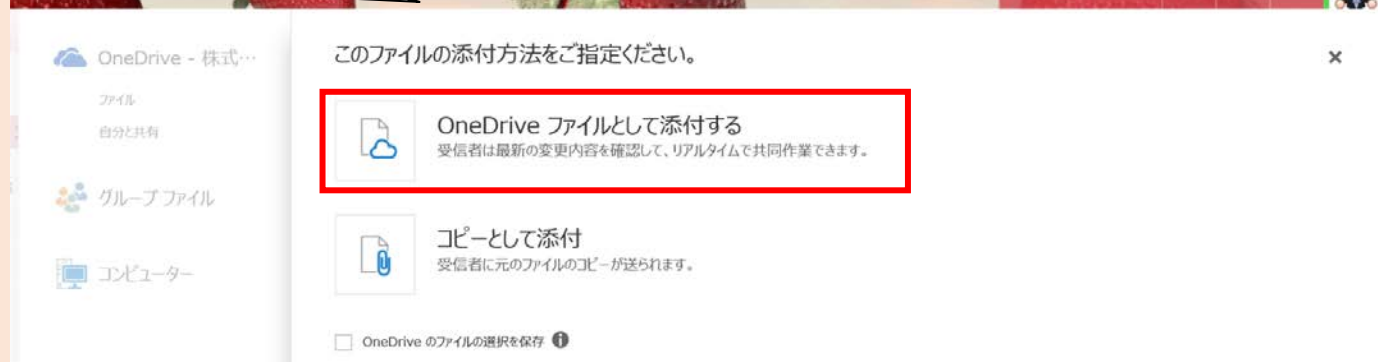 OneDrive - 株式…
ファイル
自分と共有
グループ ファイル
コンピューター
このファイルの添付方法をご指定ください。
OneDrive ファイルとして添付する
受信者は最新の変更内容を確認して、リアルタイムで共同作業できます。
コピーとして添付
受信者に元のファイルのコピーが送られます。
OneDrive のファイルの選択を保存